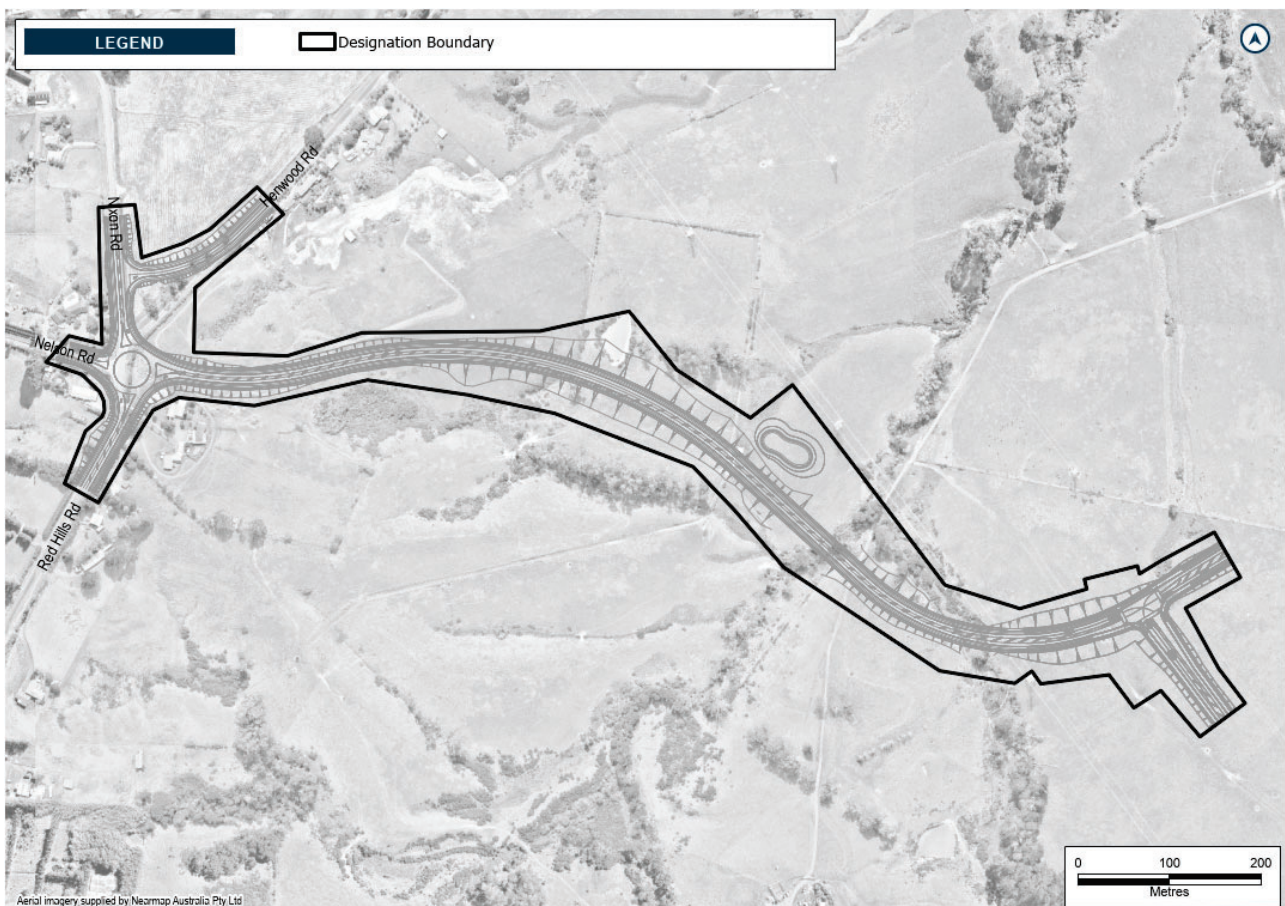 LEGEND
Designation Boundary
Henwood Rd
Nixon Rd
Nelson Rd
Red Hills Rd
0 100 200
Metres
Aerial imagery supplied by Nearmap Australia Pty Ltd